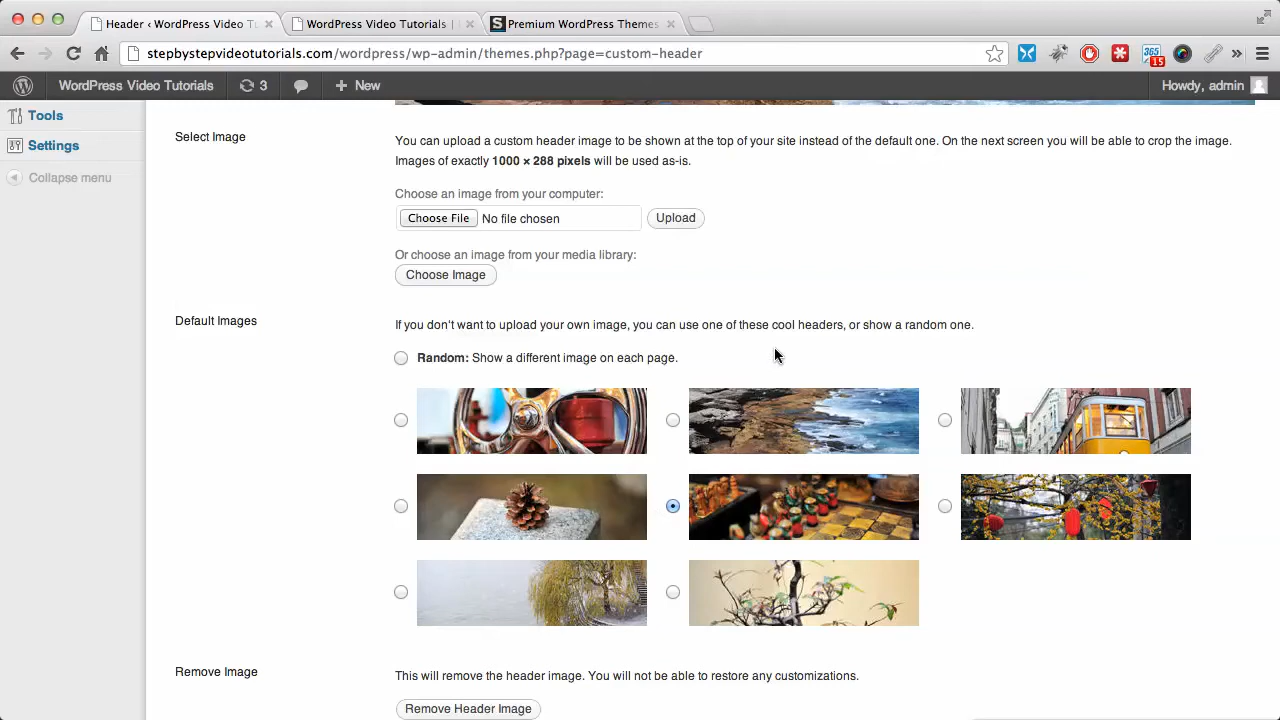 Header ‹ WordPress Video T
WordPress Video Tutorials |
Premium WordPress Themes
stepbystepvideotutorials.com/wordpress/wp-admin/themes.php?page=custom-header
365
15
WordPress Video Tutorials
3
New
Howdy, admin
Tools
Settings
Collapse menu
Select Image
You can upload a custom header image to be shown at the top of your site instead of the default one. On the next screen you will be able to crop the image.
Images of exactly 1000 × 288 pixels will be used as-is.
Choose an image from your computer:
Choose File No file chosen
Upload
Or choose an image from your media library:
Choose Image
Default Images
If you don't want to upload your own image, you can use one of these cool headers, or show a random one.
Random: Show a different image on each page.
Remove Image
This will remove the header image. You will not be able to restore any customizations.
Remove Header Image